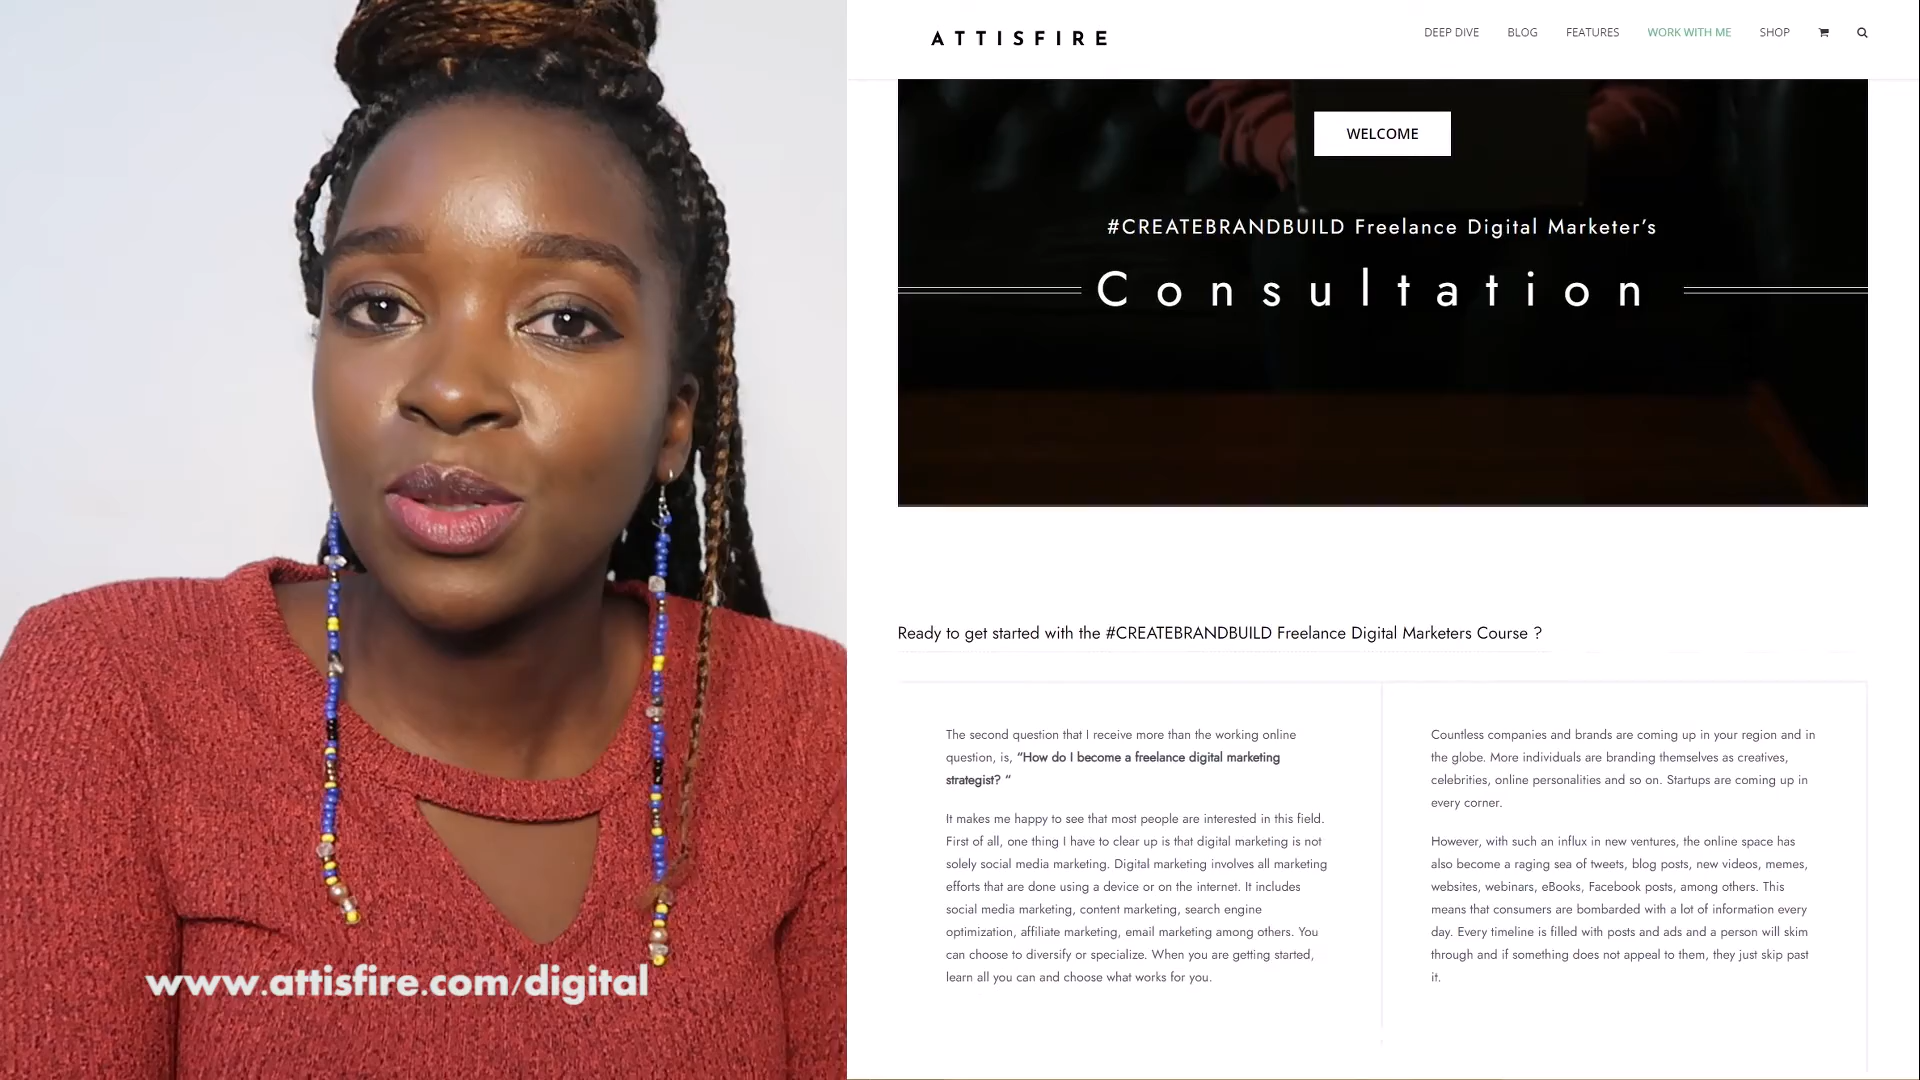 ATTISFIRE
DEEP DIVE BLOG FEATURES WORK WITH ME SHOP
WELCOME
#CREATEBRANDBUILD Freelance Digital Marketer’s
Consultation
Ready to get started with the #CREATEBRANDBUILD Freelance Digital Marketers Course ?
The second question that I receive more than the working online
question, is, “How do I become a freelance digital marketing
strategist? “
It makes me happy to see that most people are interested in this field.
First of all, one thing I have to clear up is that digital marketing is not
solely social media marketing. Digital marketing involves all marketing
efforts that are done using a device or on the internet. It includes
social media marketing, content marketing, search engine
optimization, affiliate marketing, email marketing among others. You
can choose to diversify or specialize. When you are getting started,
learn all you can and choose what works for you.
Countless companies and brands are coming up in your region and in
the globe. More individuals are branding themselves as creatives,
celebrities, online personalities and so on. Startups are coming up in
every corner.
However, with such an influx in new ventures, the online space has
also become a raging sea of tweets, blog posts, new videos, memes,
websites, webinars, eBooks, Facebook posts, among others. This
means that consumers are bombarded with a lot of information every
day. Every timeline is filled with posts and ads and a person will skim
through and if something does not appeal to them, they just skip past
it.
www.attisfire.com/digital